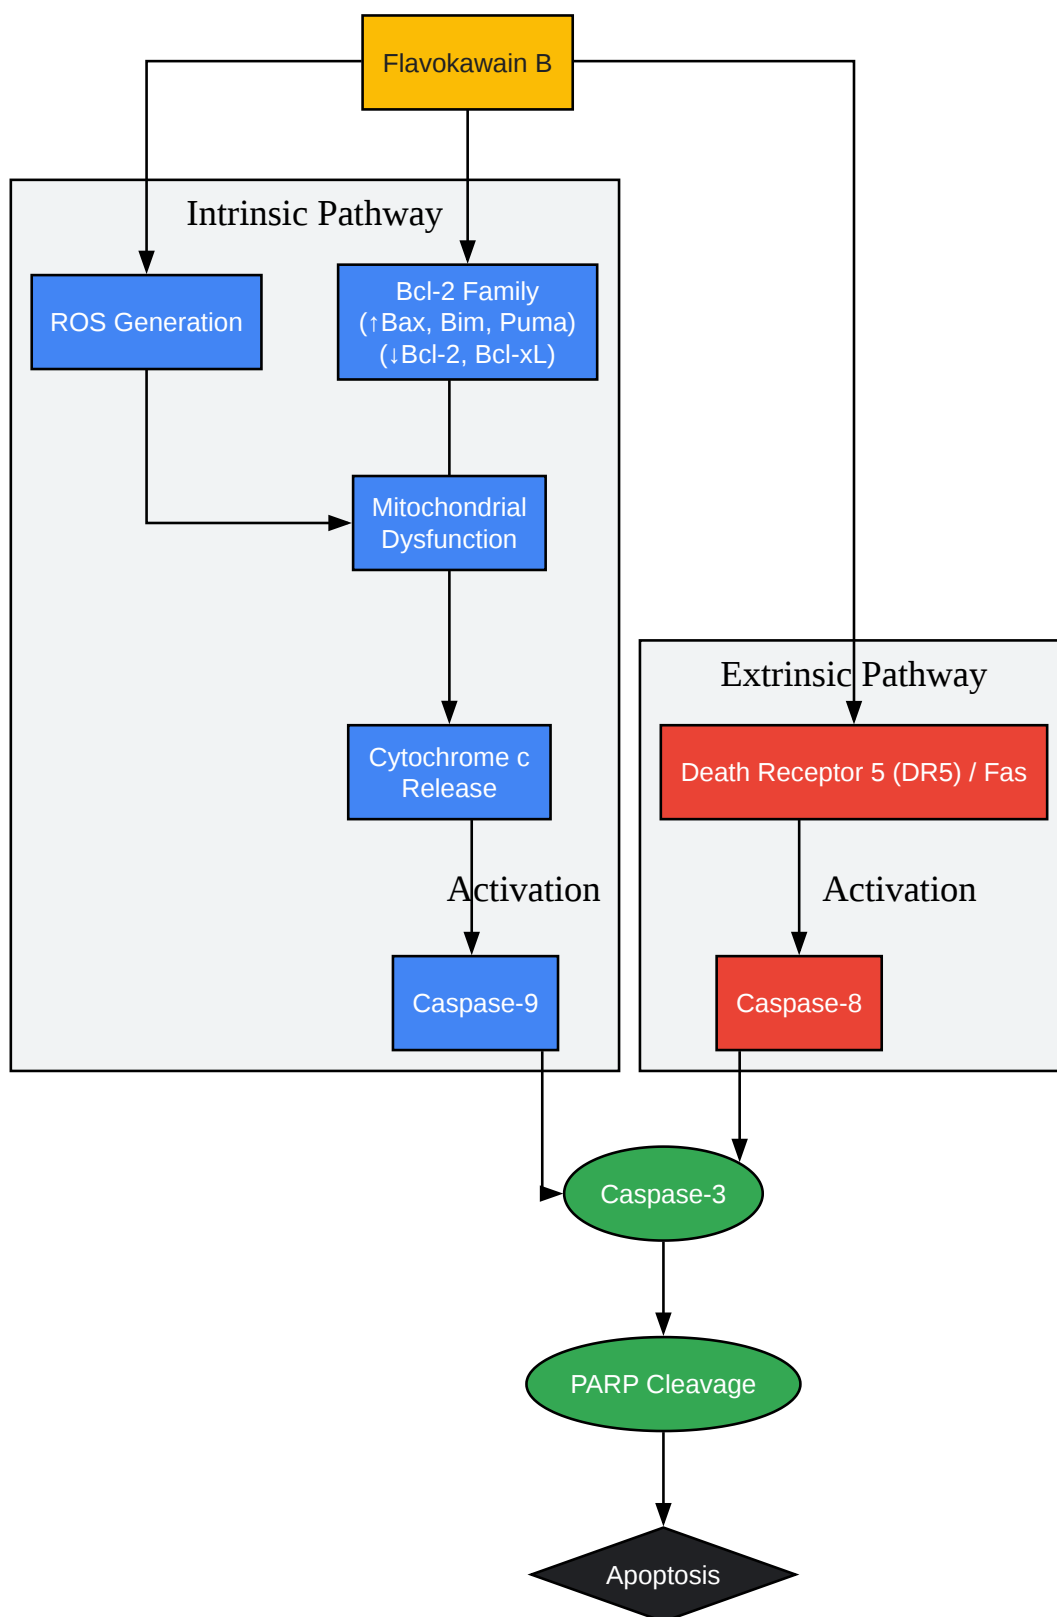 Flavokawain B
Intrinsic Pathway
ROS Generation
Bcl-2 Family
(↑Bax, Bim, Puma)
(↓Bcl-2, Bcl-xL)
Mitochondrial
Dysfunction
Extrinsic Pathway
Cytochrome c
Release
Death Receptor 5 (DR5) / Fas
Activation
Activation
Caspase-9
Caspase-8
Caspase-3
PARP Cleavage
Apoptosis